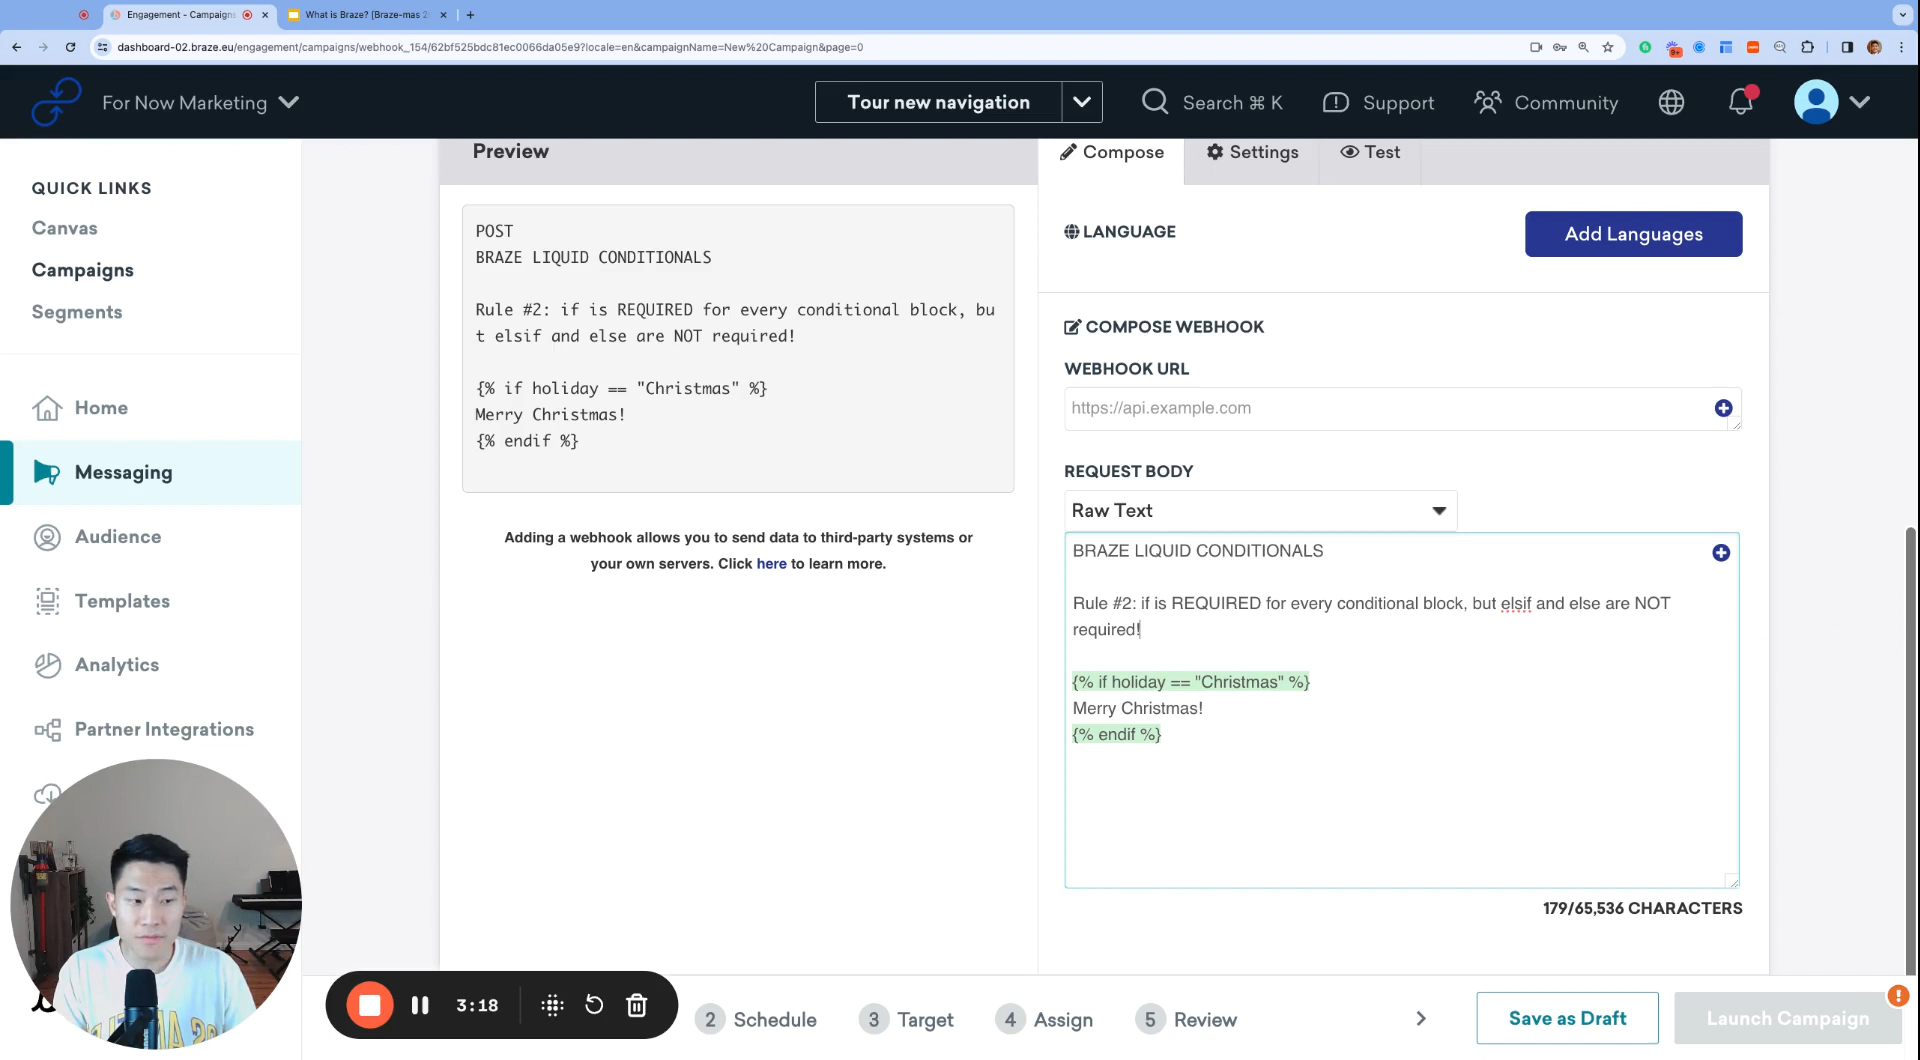 Engagement - Campaigns
What is Braze? [Braze-mas 2
dashboard-02.braze.eu/engagement/campaigns/webhook_154/62bf525bdc81ec0066da05e9?locale=en&campaignName=New%20Campaign&page=0
9+
For Now Marketing
Tour new navigation
Search ⌘ K
Support
Community
QUICK LINKS
Canvas
Campaigns
Segments
Home
Messaging
Audience
Templates
Analytics
Partner Integrations
Preview
POST
BRAZE LIQUID CONDITIONALS
Rule #2: if is REQUIRED for every conditional block, bu
t elsif and else are NOT required!
{% if holiday == "Christmas" %}
Merry Christmas!
{% endif %}
Adding a webhook allows you to send data to third-party systems or
your own servers. Click here to learn more.
Compose
Settings
Test
LANGUAGE
Add Languages
COMPOSE WEBHOOK
WEBHOOK URL
https://api.example.com
REQUEST BODY
Raw Text
BRAZE LIQUID CONDITIONALS
Rule #2: if is REQUIRED for every conditional block, but elsif and else are NOT
required!
{% if holiday == "Christmas" %}
Merry Christmas!
{% endif %}
179/65,536 CHARACTERS
3:18
2 Schedule
3 Target
4 Assign
5 Review
Save as Draft
Launch Campaign